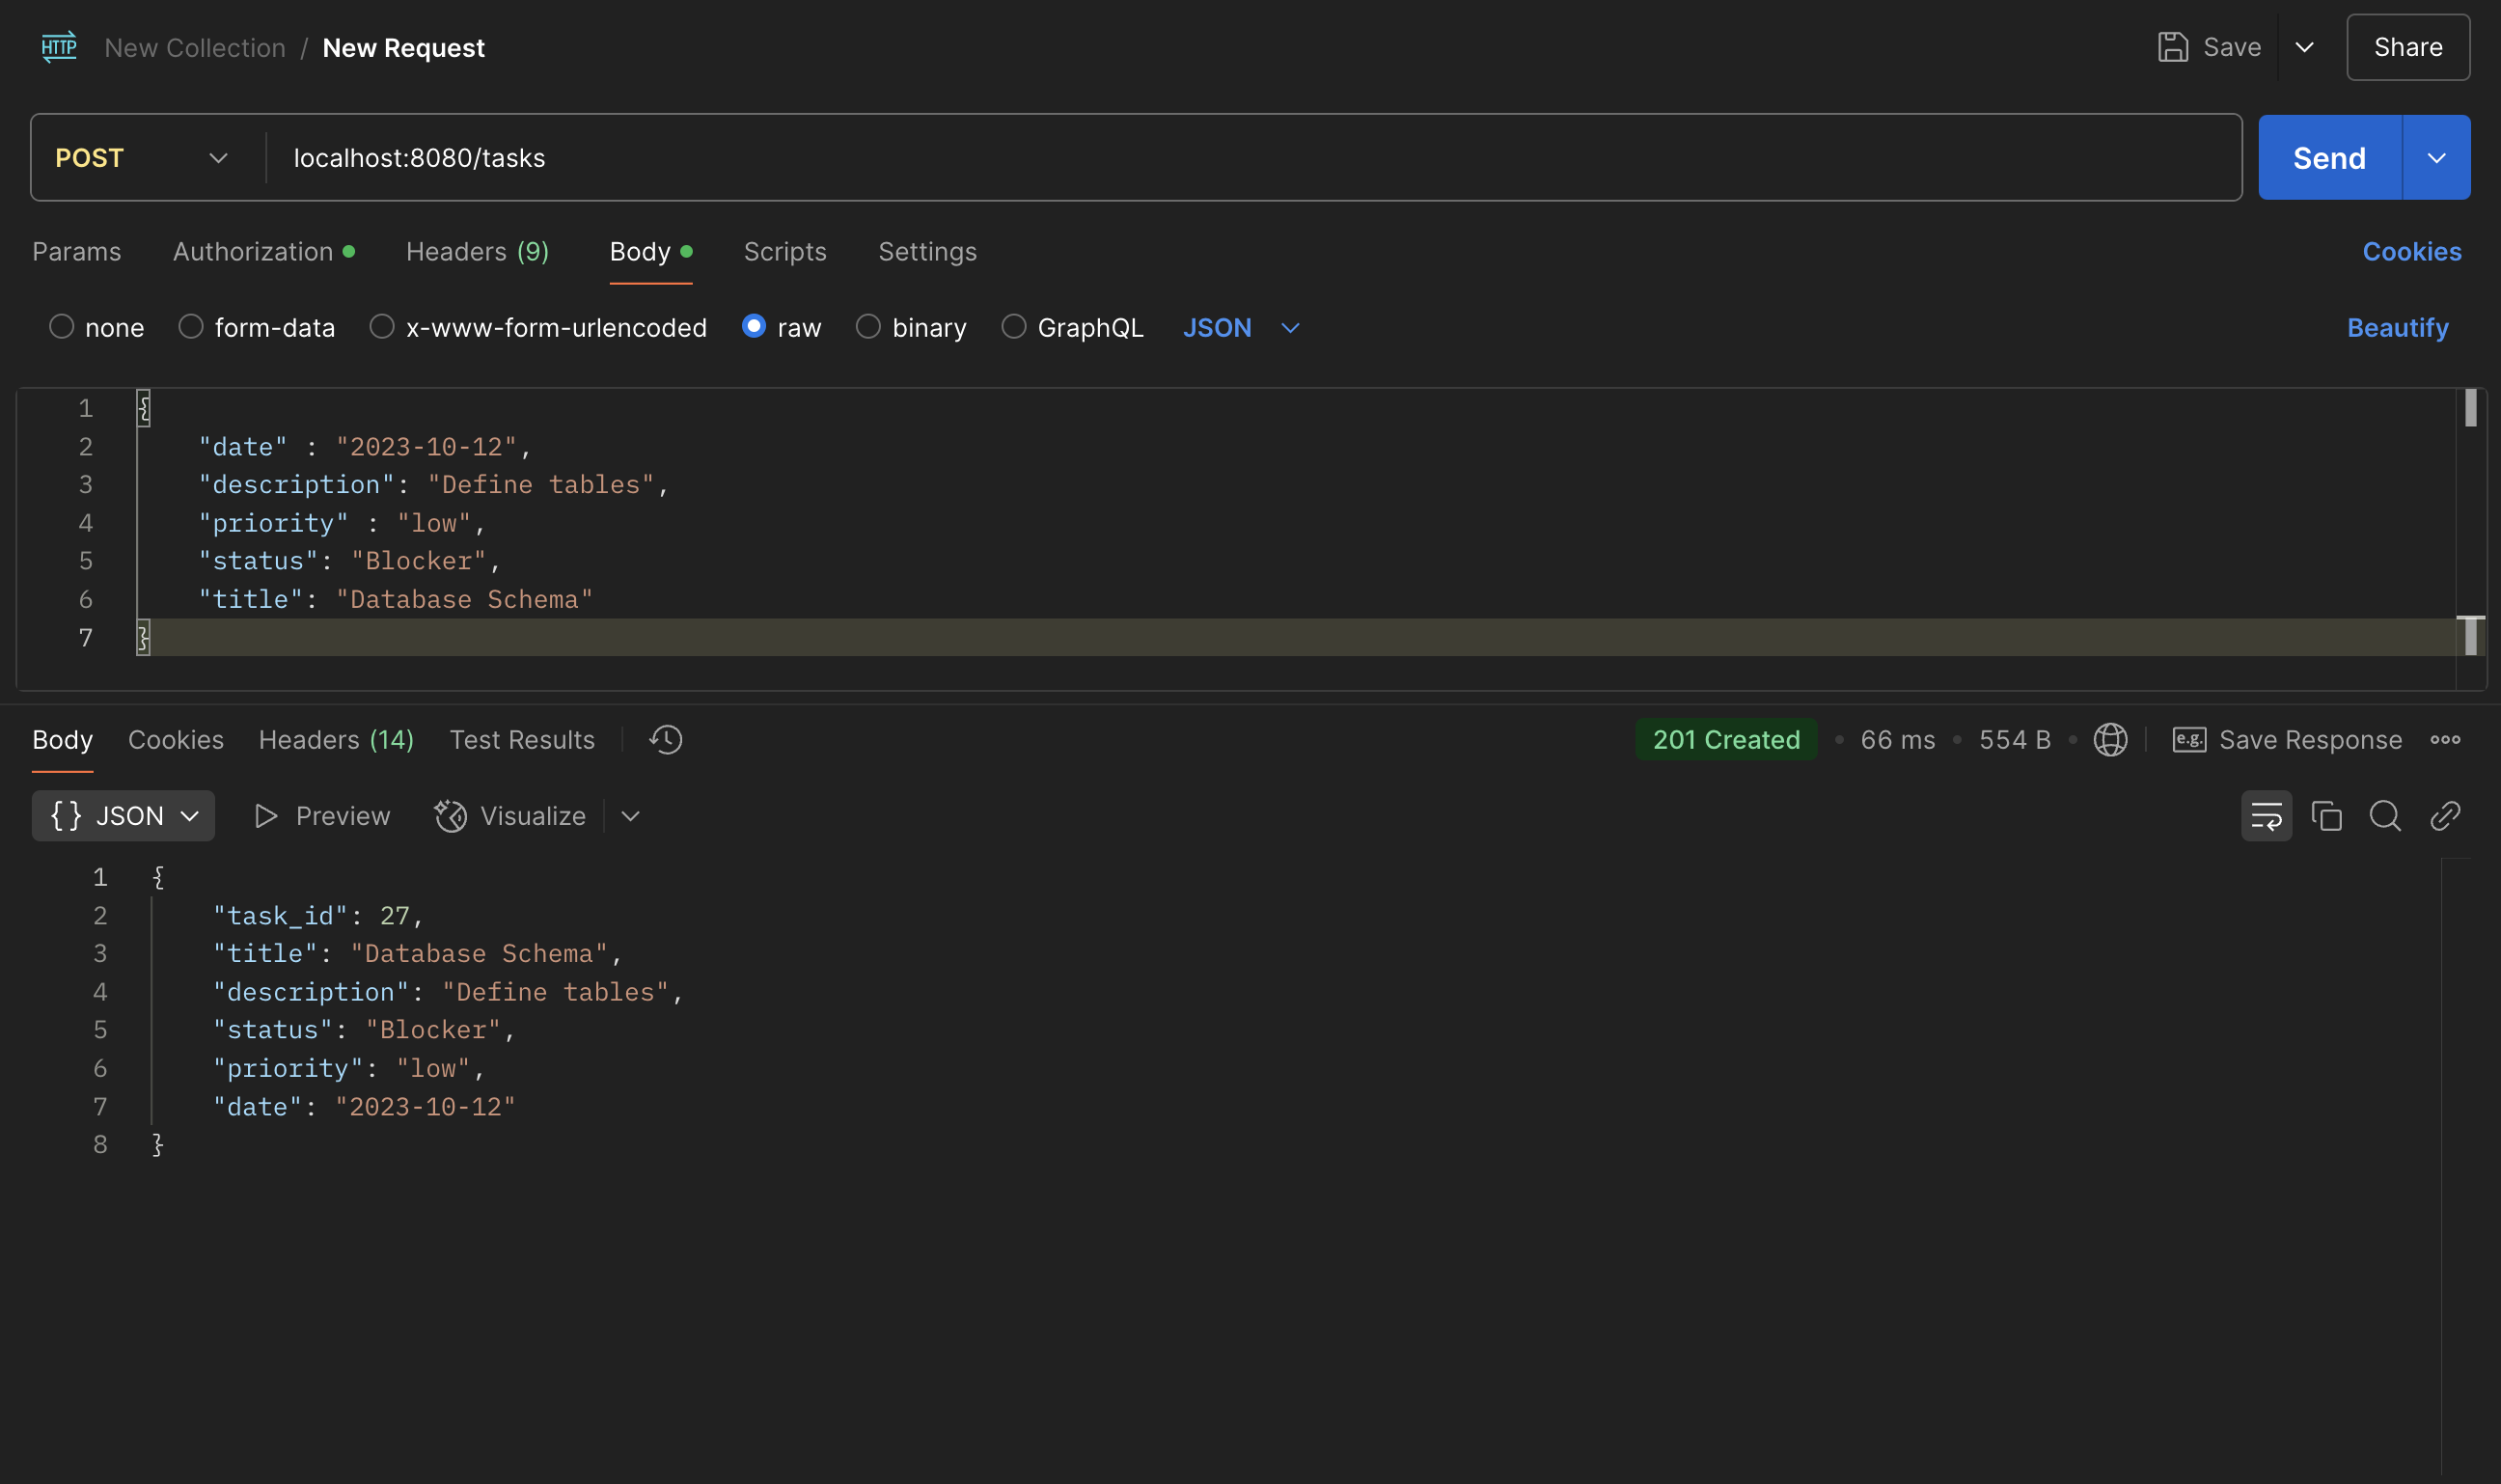 HTTP New Collection / New Request Save Share
POST localhost:8080/tasks Send
Params Authorization Headers (9) Body Scripts Settings Cookies
none form-data x-www-form-urlencoded raw binary GraphQL JSON Beautify
1 {
2 "date" : "2023-10-12",
3 "description": "Define tables",
4 "priority" : "low",
5 "status": "Blocker",
6 "title": "Database Schema"
7 }
Body Cookies Headers (14) Test Results 201 Created • 66 ms • 554 B • e.g. Save Response
{} JSON Preview Visualize
1 {
2 "task_id": 27,
3 "title": "Database Schema",
4 "description": "Define tables",
5 "status": "Blocker",
6 "priority": "low",
7 "date": "2023-10-12"
8 }